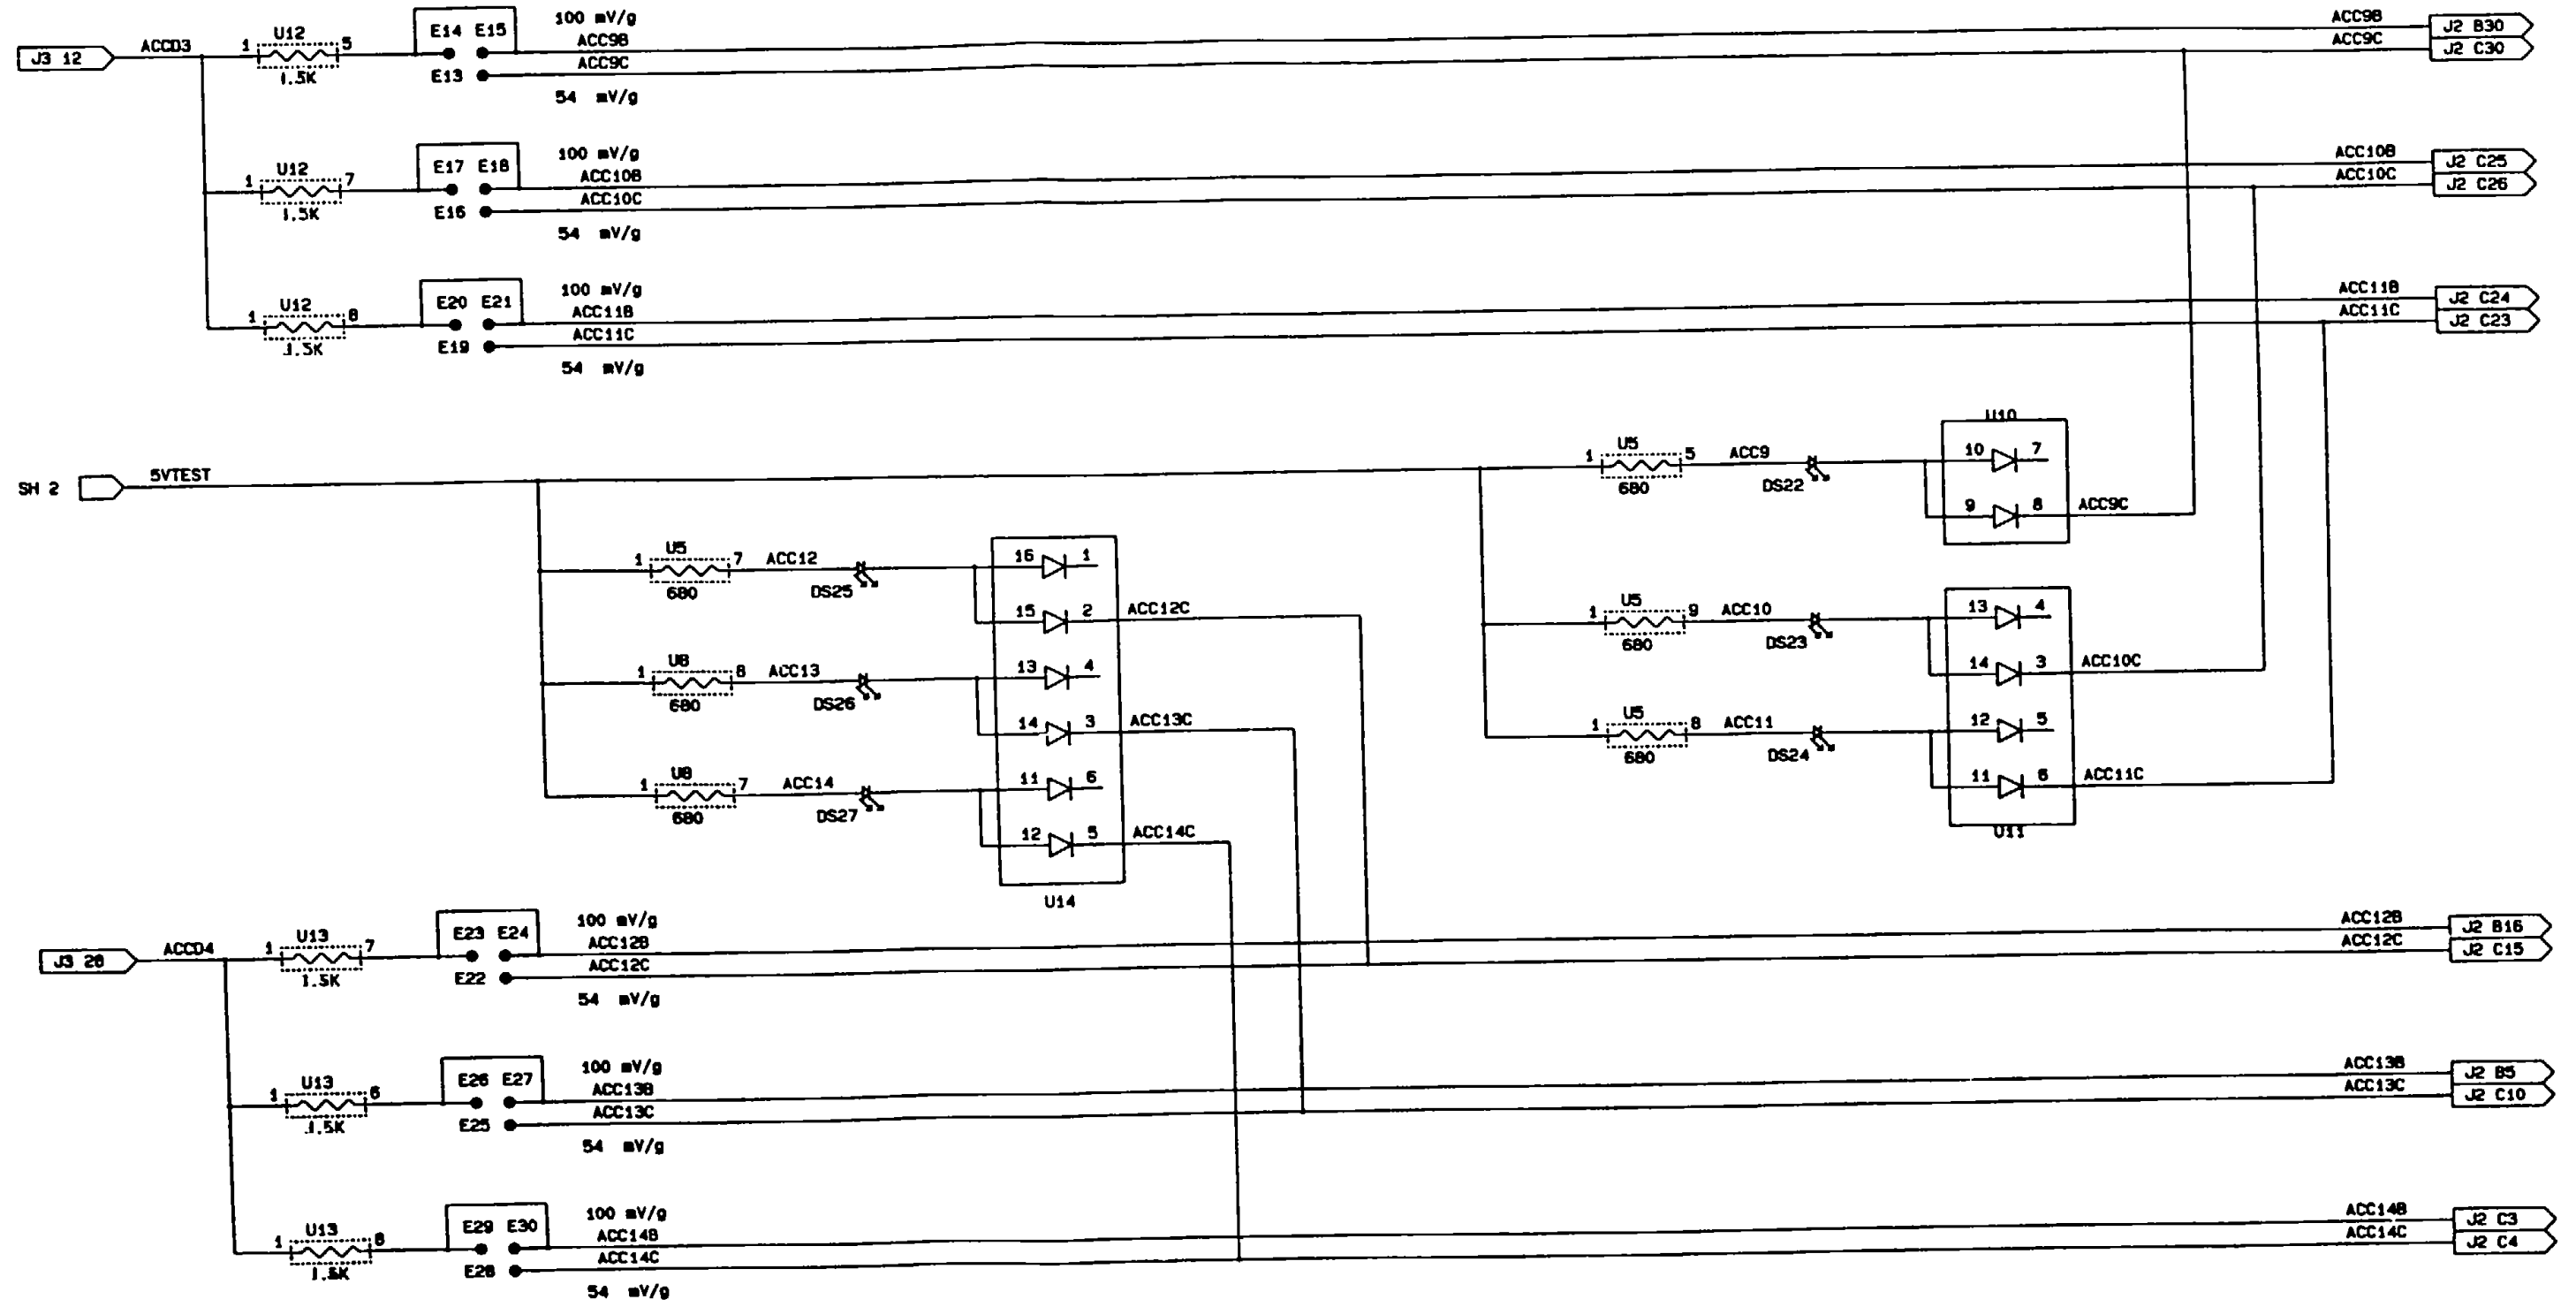 100 mV/g
ACC9B
J3 12
ACCD3
1 U12 5
1.5K
E14 E15
ACC9B
J2 B30
E13
ACC9C
ACC9C
J2 C30
54 mV/g
100 mV/g
ACC10B
1 U12 7
1.5K
E17 E18
ACC10B
J2 C25
E16
ACC10C
ACC10C
J2 C26
54 mV/g
100 mV/g
ACC11B
1 U12 8
1.5K
E20 E21
ACC11B
J2 C24
E19
ACC11C
ACC11C
J2 C23
54 mV/g
SH 2
5VTEST
1 U5 5
680
ACC9
DS22
U10
10 7
9 8
ACC9C
1 U5 7
680
ACC12
DS25
16 1
15 2
ACC12C
1 U5 9
680
ACC10
DS23
13 4
14 3
ACC10C
1 U8 8
680
ACC13
DS26
13 4
14 3
ACC13C
1 U5 8
680
ACC11
DS24
12 5
11 6
ACC11C
U11
1 U8 7
680
ACC14
DS27
11 6
12 5
ACC14C
U14
100 mV/g
ACC12B
J3 28
ACCD4
1 U13 7
1.5K
E23 E24
ACC12B
J2 B16
E22
ACC12C
ACC12C
J2 C15
54 mV/g
100 mV/g
ACC13B
1 U13 6
1.5K
E26 E27
ACC13B
J2 B5
E25
ACC13C
ACC13C
J2 C10
54 mV/g
100 mV/g
ACC14B
1 U13 8
1.5K
E29 E30
ACC14B
J2 C3
E28
ACC14C
ACC14C
J2 C4
54 mV/g